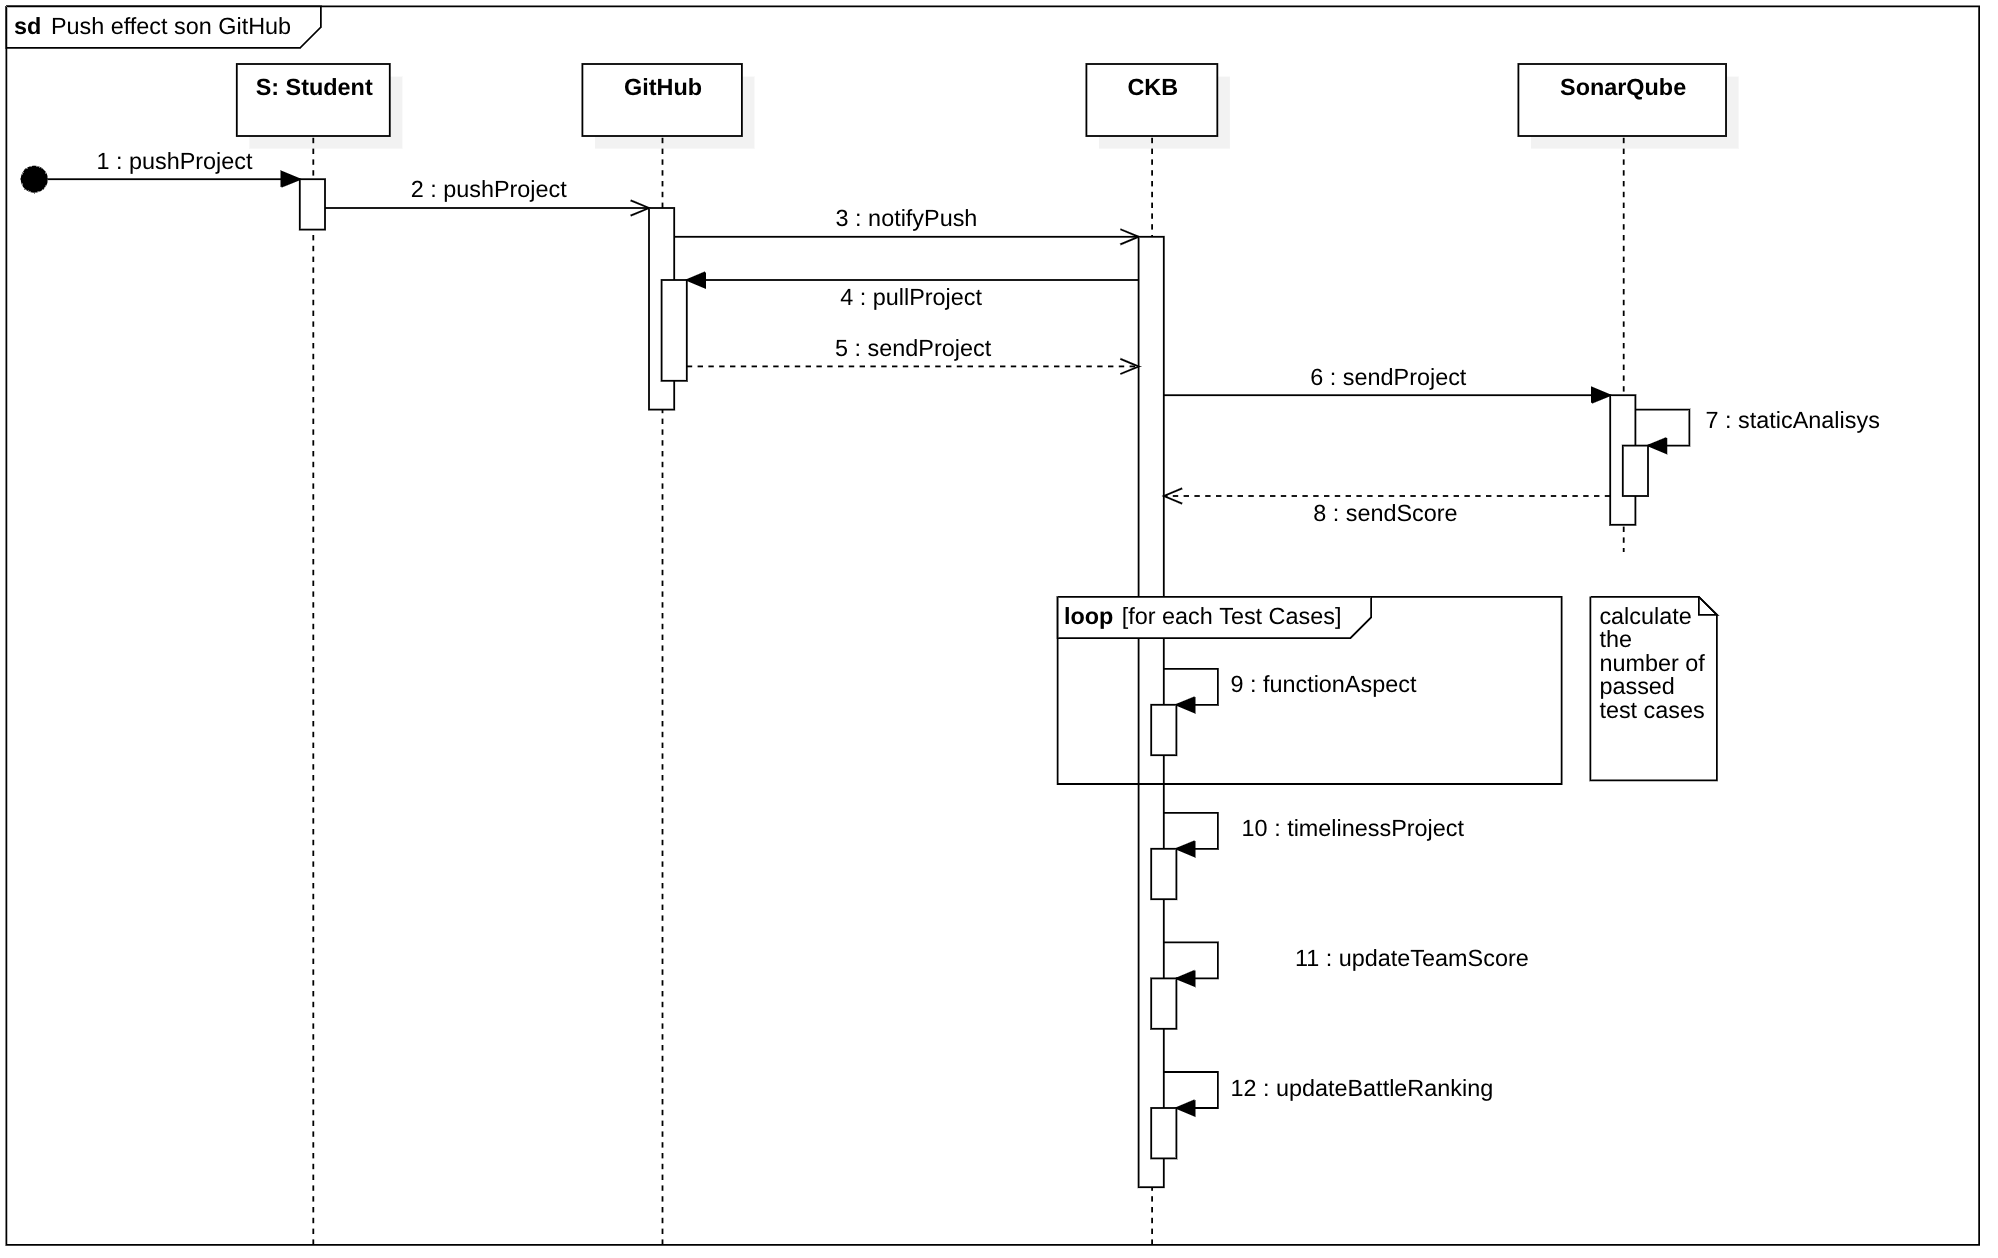 sd Push effect son GitHub
S: Student
GitHub
CKB
SonarQube
1 : pushProject
2 : pushProject
3 : notifyPush
4 : pullProject
5 : sendProject
6 : sendProject
7 : staticAnalisys
8 : sendScore
loop [for each Test Cases]
calculate
the
number of
passed
test cases
9 : functionAspect
10 : timelinessProject
11 : updateTeamScore
12 : updateBattleRanking